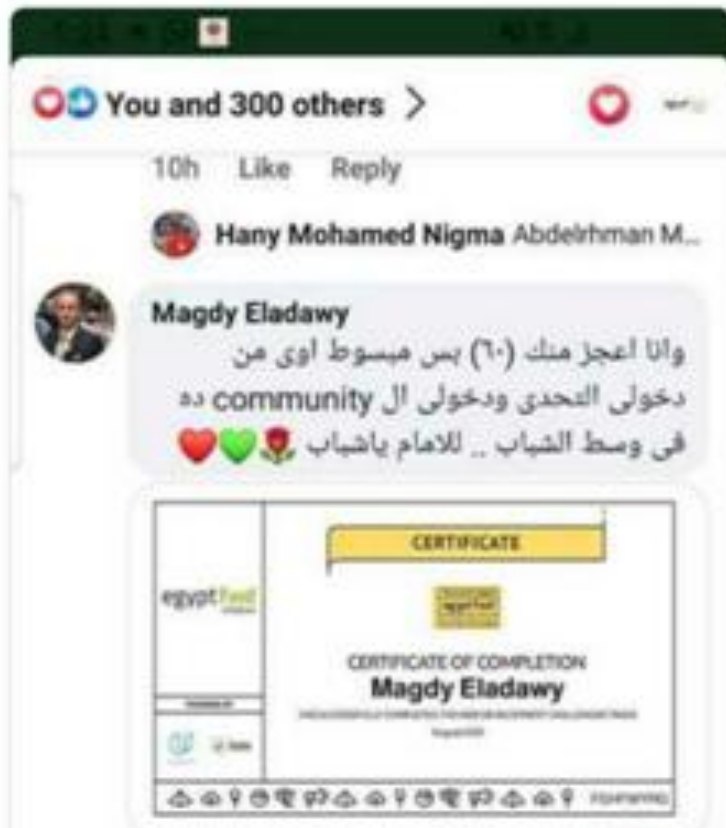 You and 300 others
10h Like Reply
Hany Mohamed Nigma Abdelrhman M...
Magdy Eladawy
وانا اعجز منك (٦٠) بس مبسوط اوى من
دخولى التحدى ودخولى ال community ده
فى وسط الشباب .. للامام ياشباب
CERTIFICATE
egypt
CERTIFICATE OF COMPLETION
Magdy Eladawy